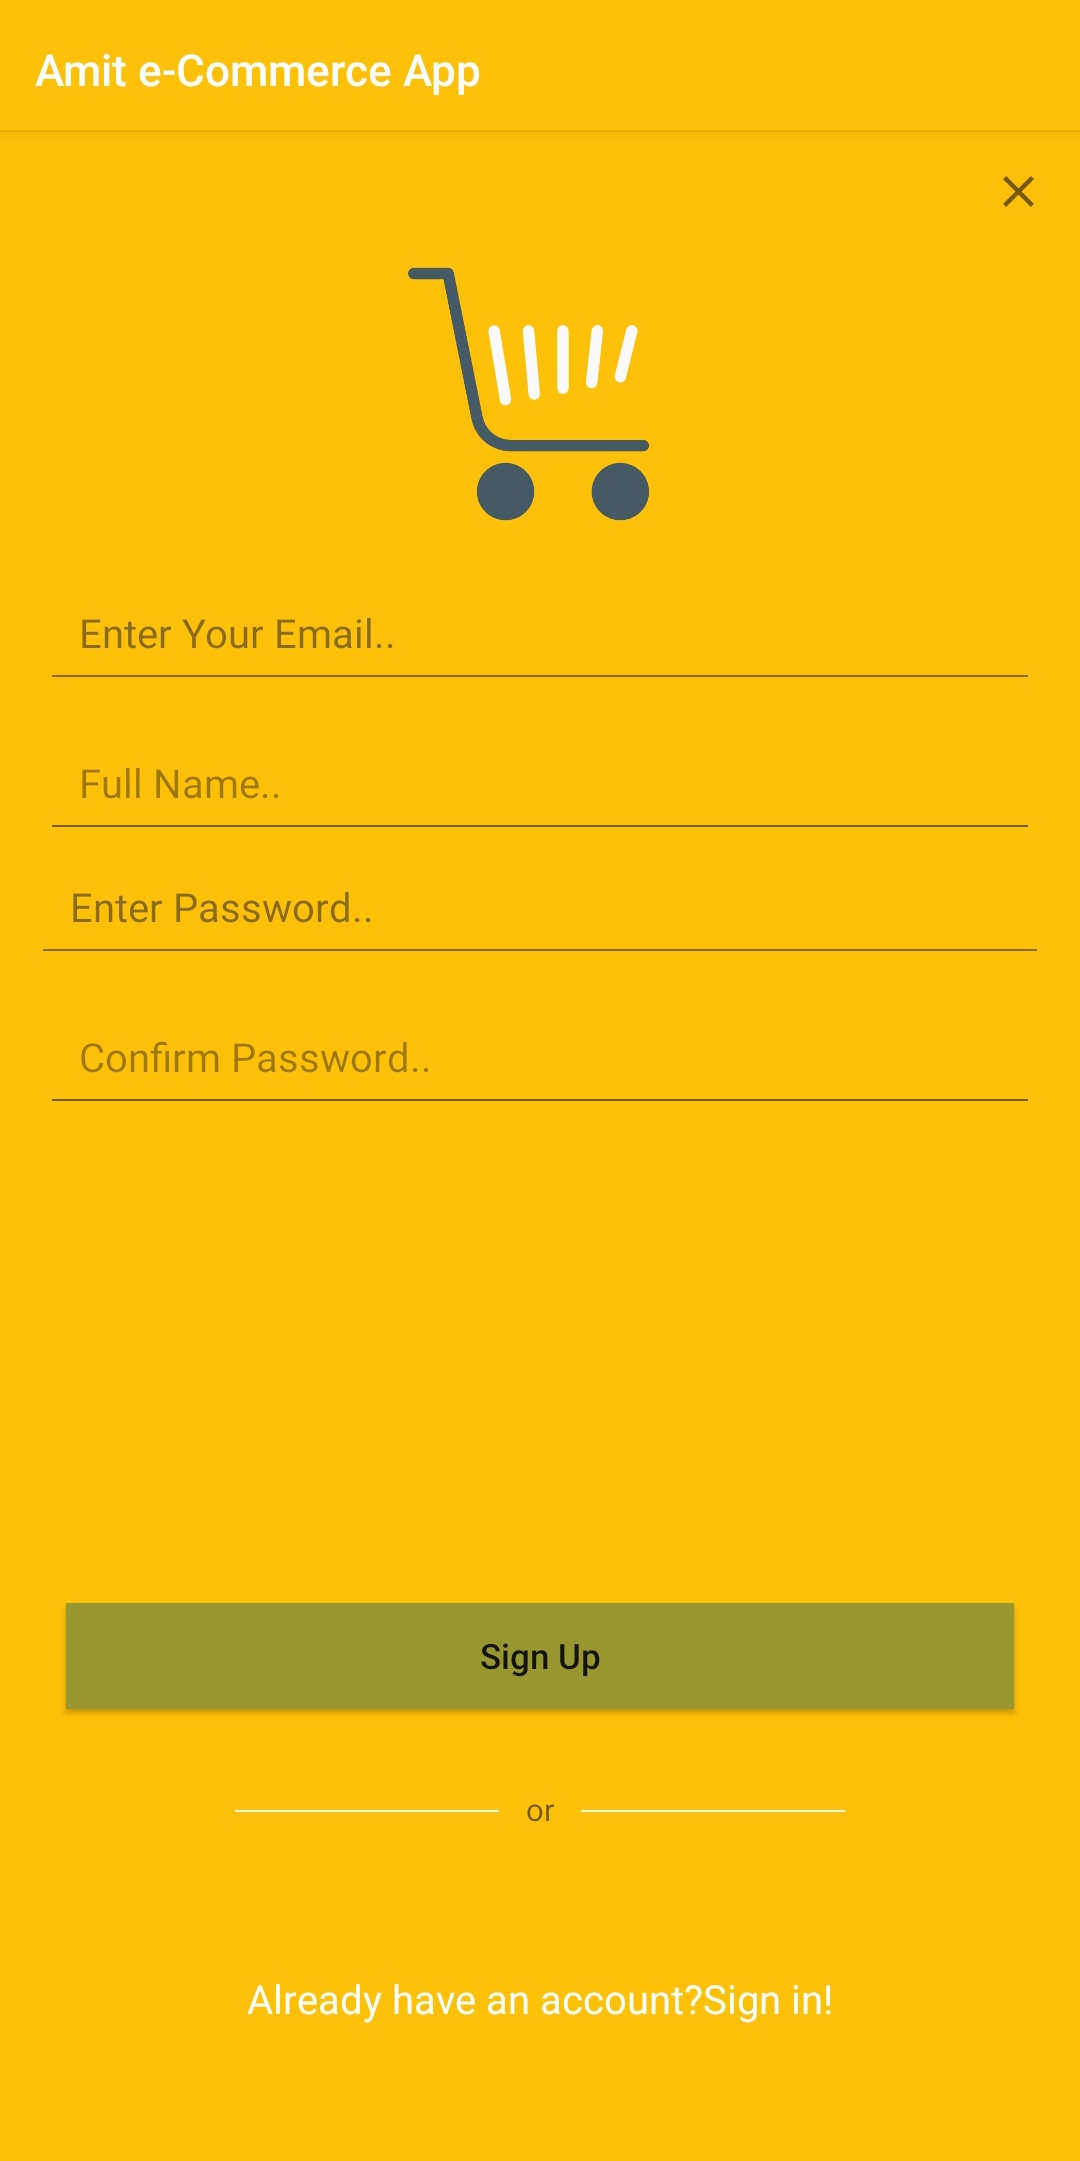 Amit e-Commerce App
Enter Your Email..
Full Name..
Enter Password..
Confirm Password..
Sign Up
or
Already have an account?Sign in!